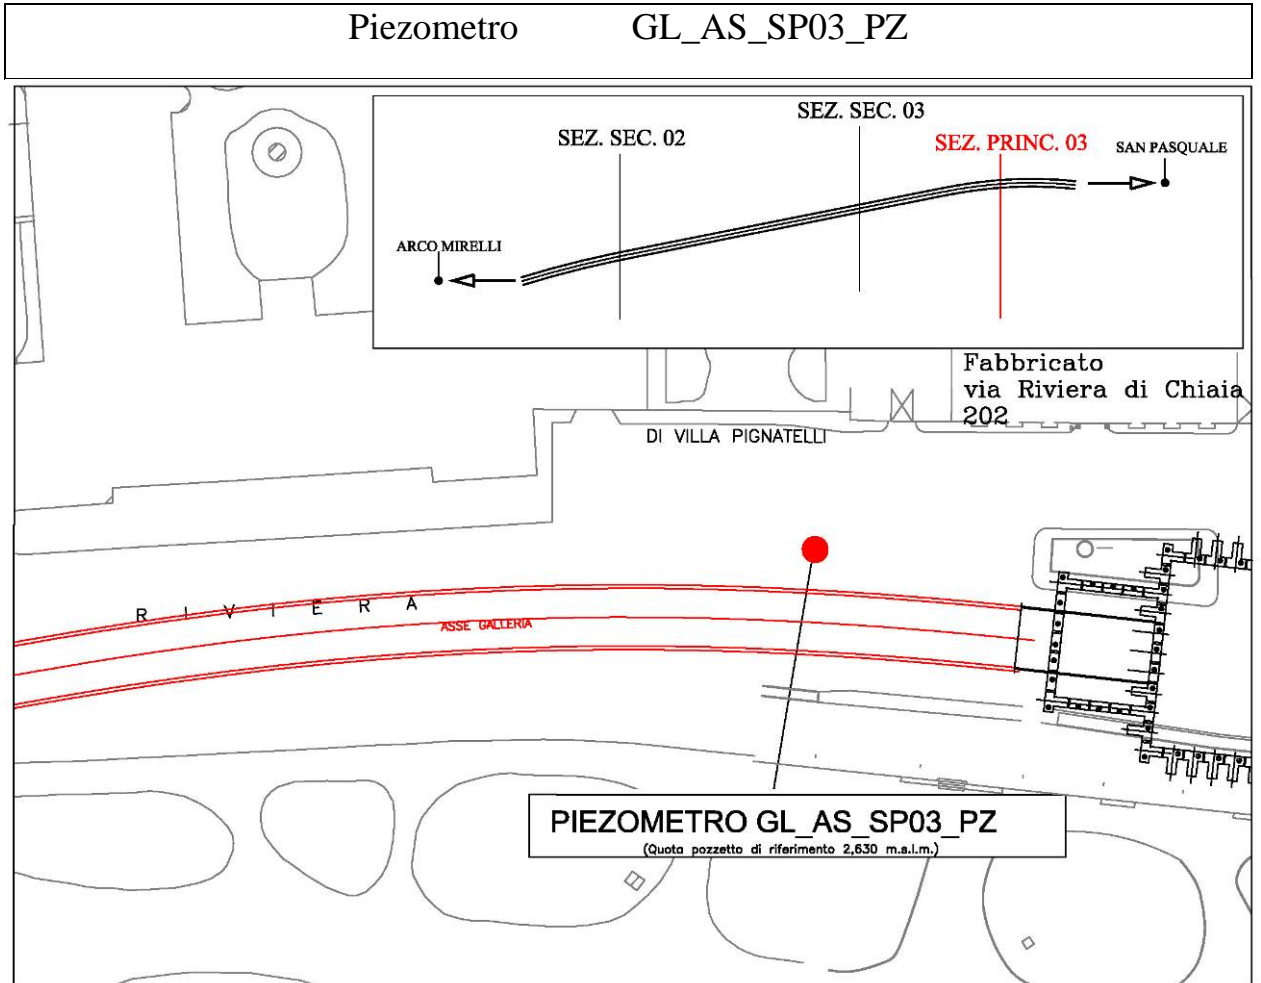 Piezometro GL_AS_SP03_PZ
SEZ. SEC. 03
SEZ. SEC. 02
SEZ. PRINC. 03
SAN PASQUALE
ARCO MIRELLI
Fabbricato
via Riviera di Chiaia
202
DI VILLA PIGNATELLI
R I V I E R A
ASSE GALLERIA
PIEZOMETRO GL_AS_SP03_PZ
(Quota pozzetto di riferimento 2,630 m.s.l.m.)